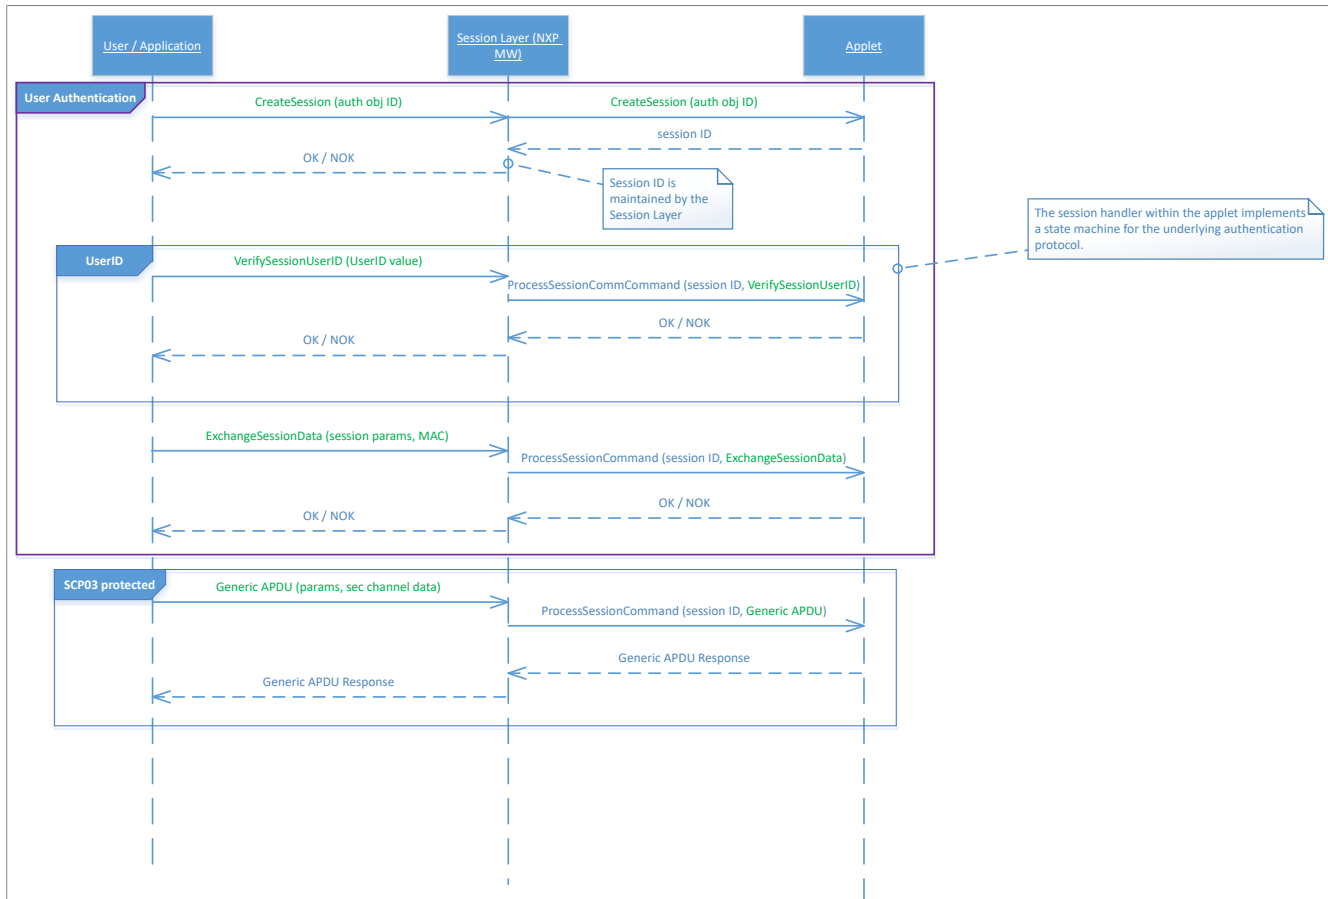 User / Application
Session Layer (NXP
MW)
Applet
User Authentication
CreateSession (auth obj ID)
CreateSession (auth obj ID)
session ID
OK / NOK
Session ID is
maintained by the
Session Layer
The session handler within the applet implements
a state machine for the underlying authentication
protocol.
UserID
VerifySessionUserID (UserID value)
ProcessSessionCommCommand (session ID, VerifySessionUserID)
OK / NOK
OK / NOK
ExchangeSessionData (session params, MAC)
ProcessSessionCommand (session ID, ExchangeSessionData)
OK / NOK
OK / NOK
SCP03 protected
Generic APDU (params, sec channel data)
ProcessSessionCommand (session ID, Generic APDU)
Generic APDU Response
Generic APDU Response